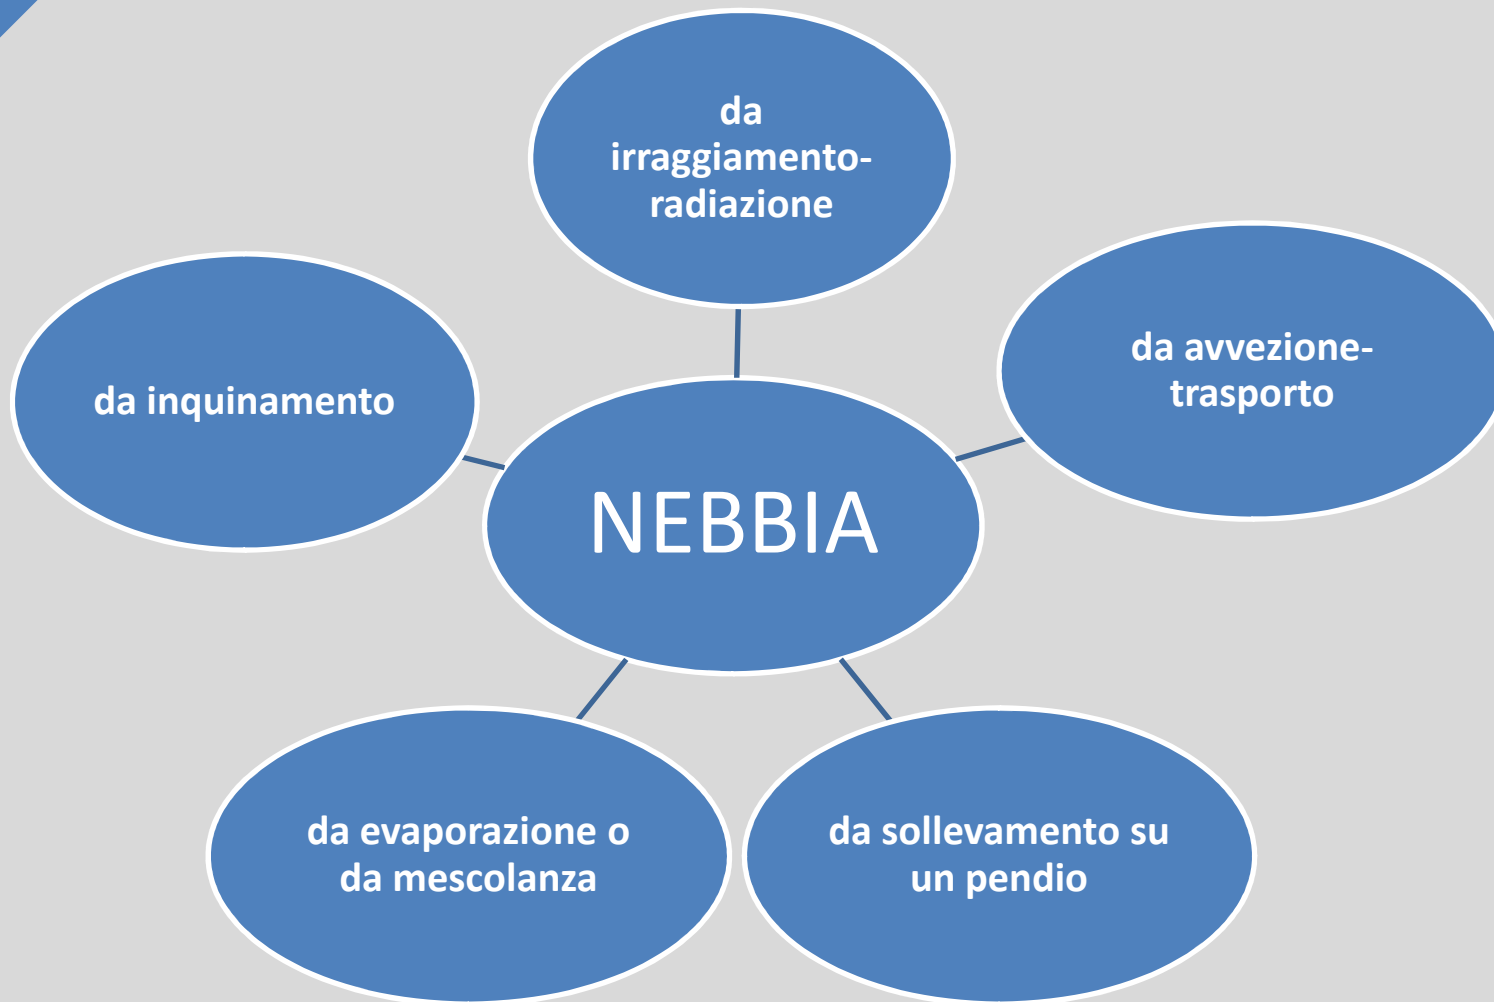 da
irraggiamento-
radiazione
da avvezione-
trasporto
da inquinamento
NEBBIA
da evaporazione o
da mescolanza
da sollevamento su
un pendio